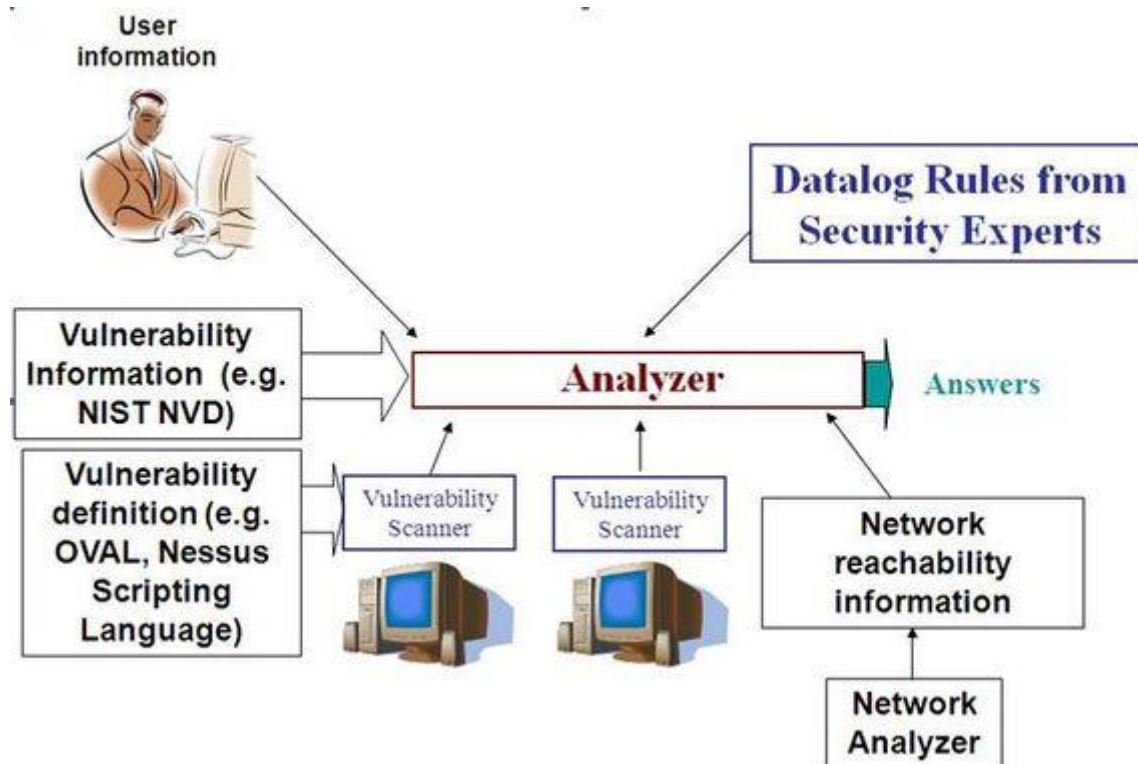 User
information
Datalog Rules from
Security Experts
Vulnerability
Information (e.g.
NIST NVD)
Analyzer
Answers
Vulnerability
definition (e.g.
OVAL, Nessus
Scripting
Language)
Vulnerability
Scanner
Vulnerability
Scanner
Network
reachability
information
Network
Analyzer